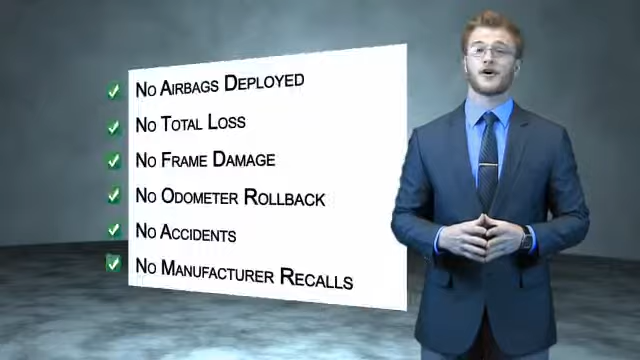 No Airbags Deployed
No Total Loss
No Frame Damage
No Odometer Rollback
No Accidents
No Manufacturer Recalls